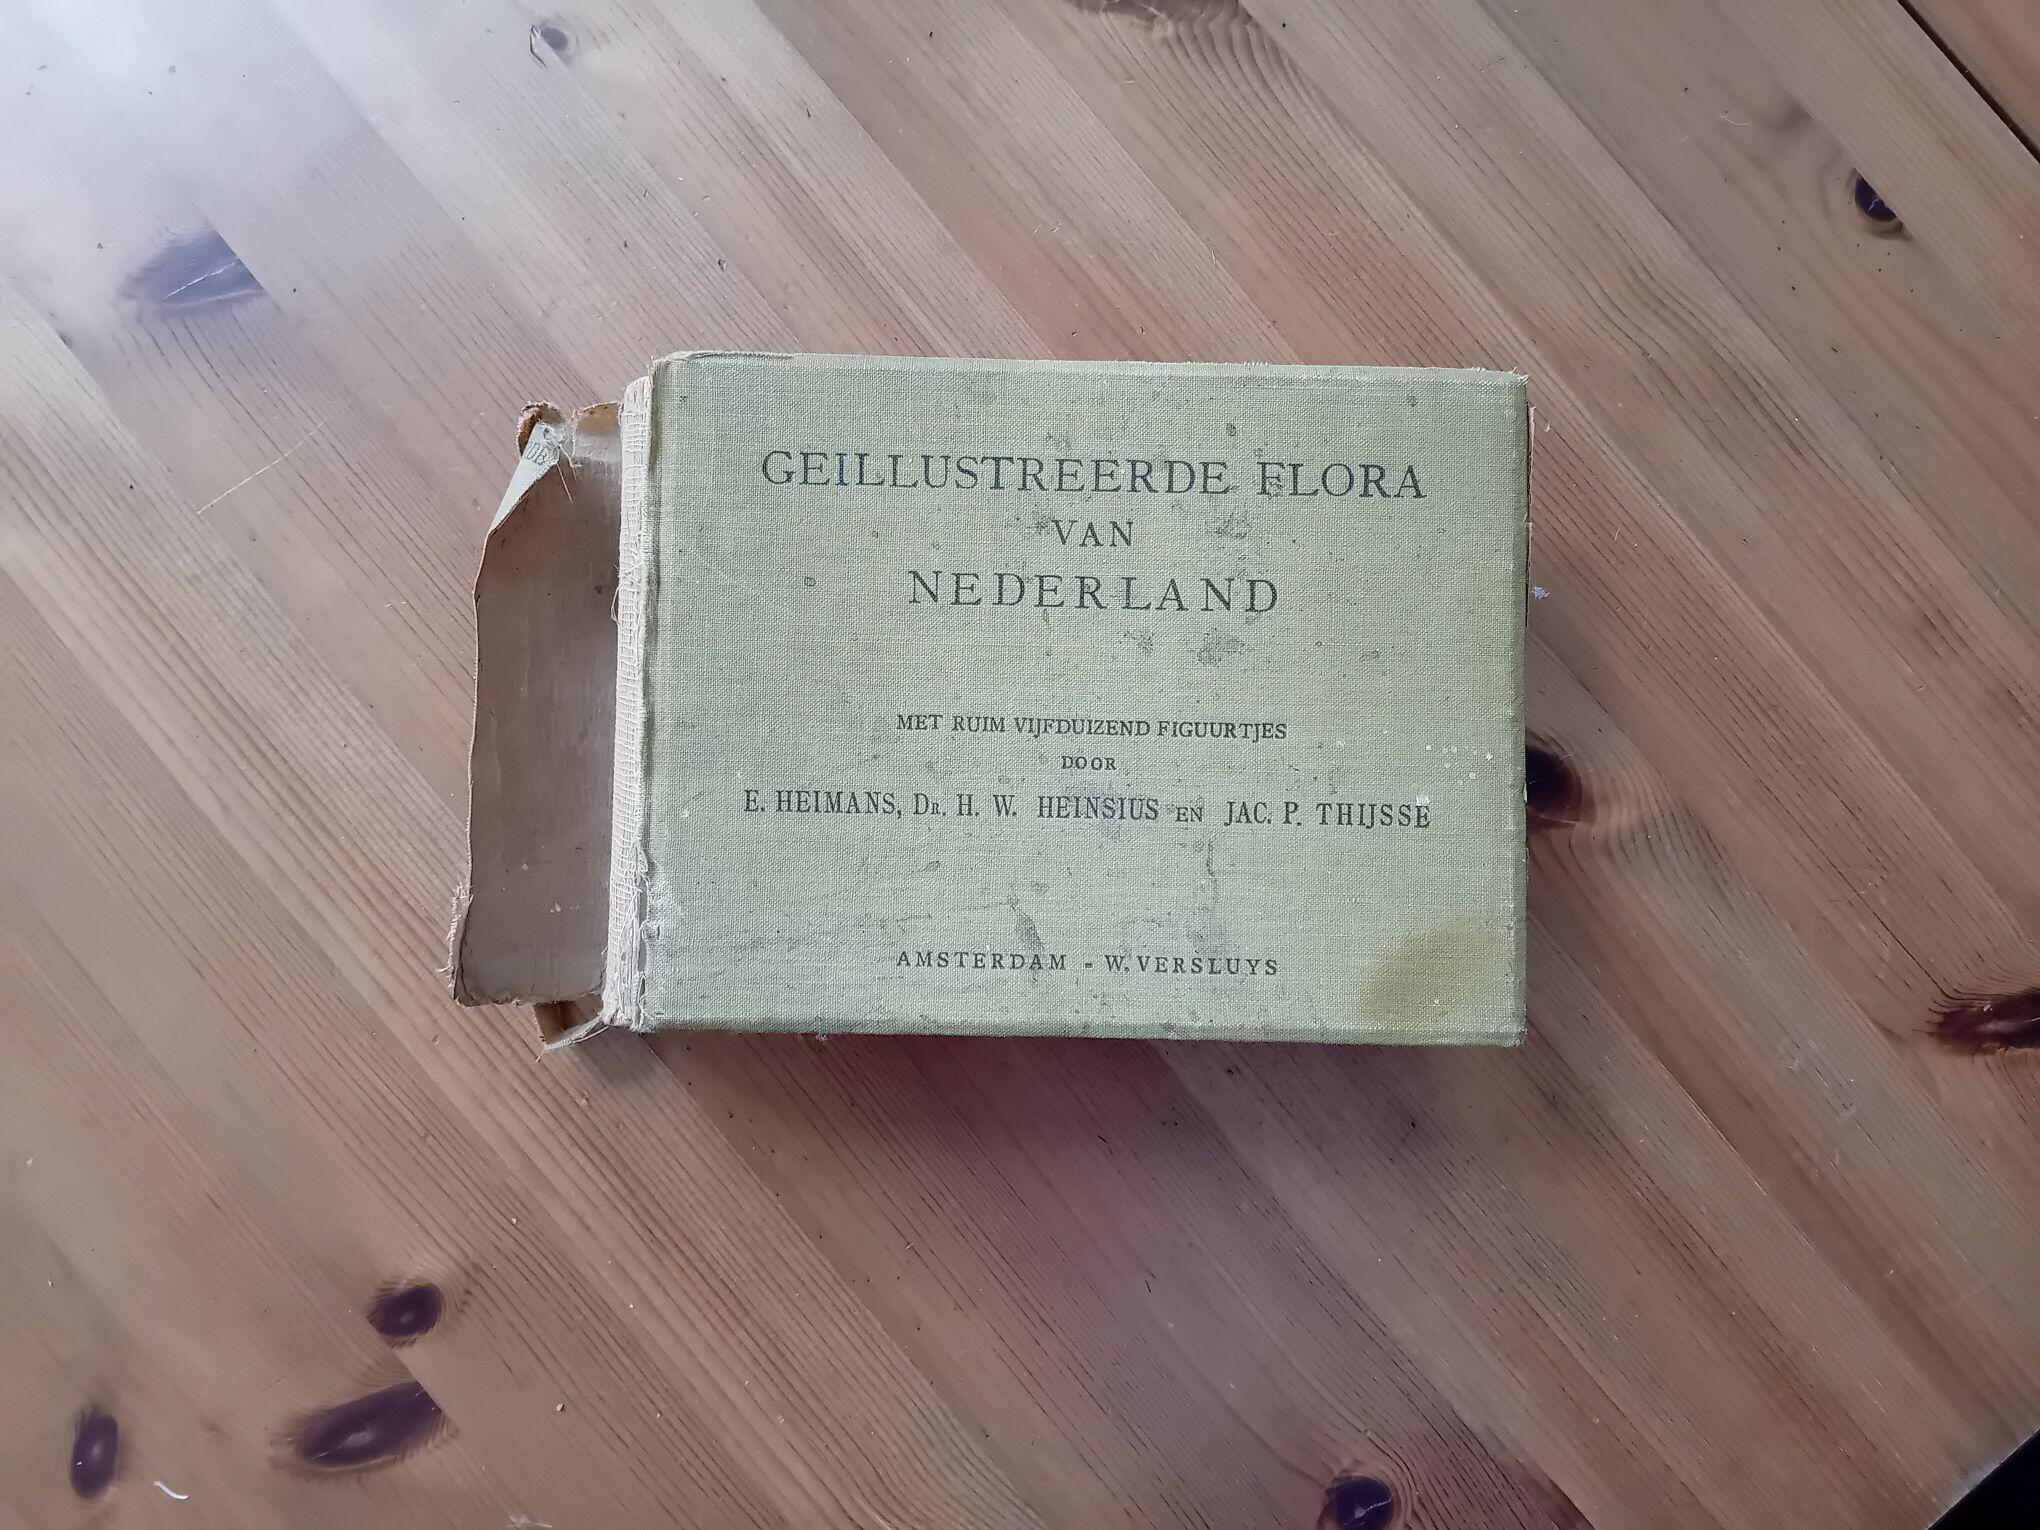 GEILLUSTREERDE FLORA
VAN
NEDERLAND
MET RUIM VIJFDUIZEND FIGUURTJES
DOOR
E. HEIMANS, DR. H. W. HEINSIUS EN JAC. P. THIJSSE
AMSTERDAM - W. VERSLUYS